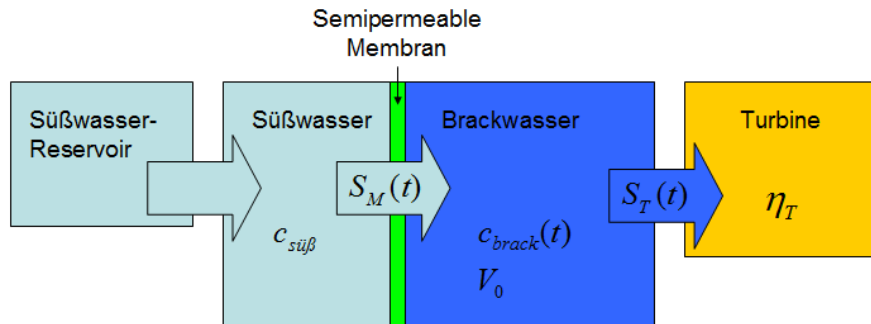 Semipermeable
Membran
Süßwasser-
Reservoir
Süßwasser
Brackwasser
Turbine
S_M(t)
S_T(t)
η_T
c_süß
c_brack(t)
V_0